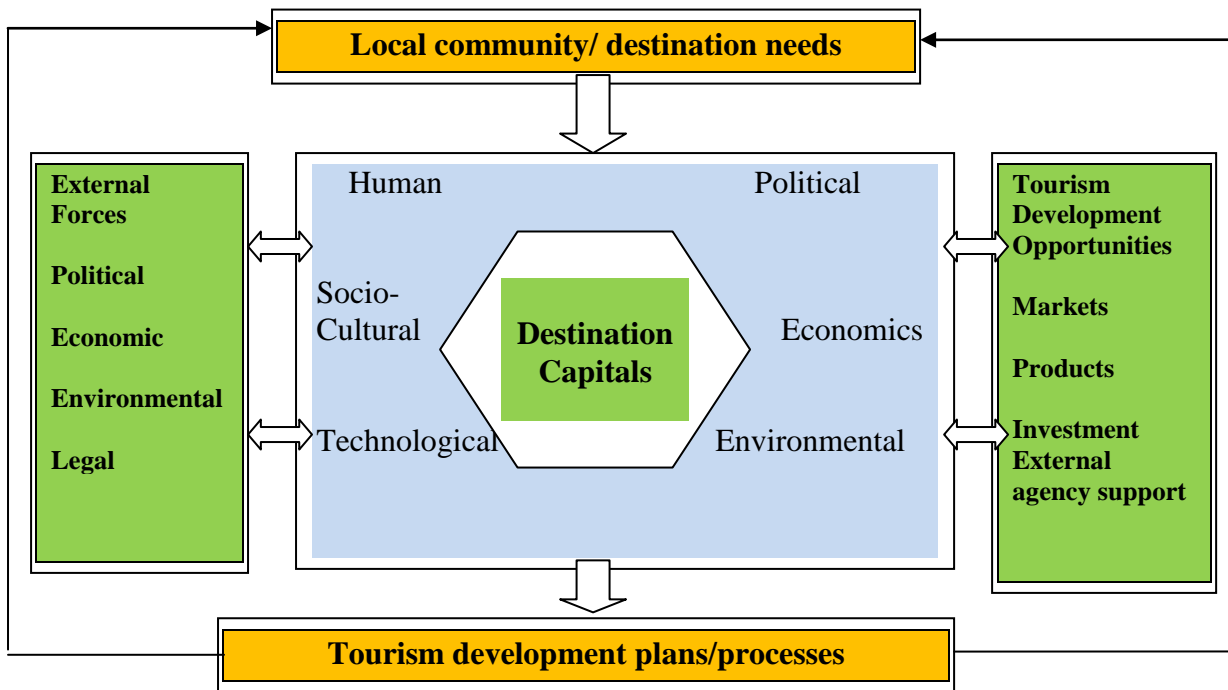 Local community/ destination needs
External
Forces
Political
Economic
Environmental
Legal
Human
Political
Socio-
Cultural
Economics
Technological
Environmental
Destination
Capitals
Tourism
Development
Opportunities
Markets
Products
Investment
External
agency support
Tourism development plans/processes